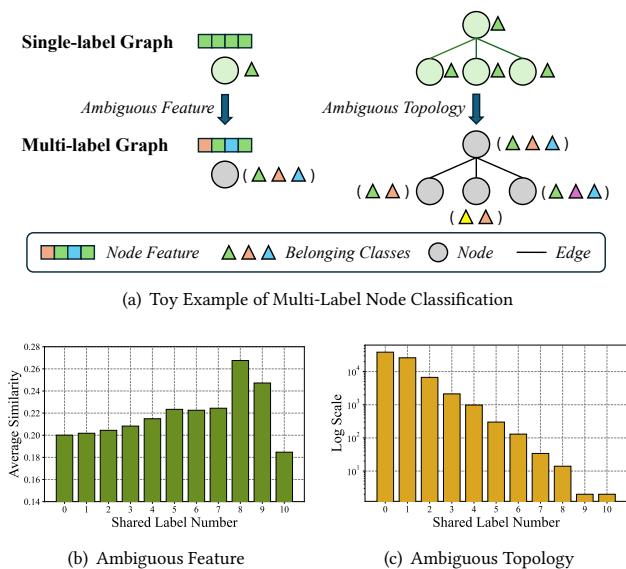 Single-label Graph
Ambiguous Feature
Ambiguous Topology
Multi-label Graph
( )
( )
( )
( )
( )
Node Feature
Belonging Classes
Node
Edge
(a) Toy Example of Multi-Label Node Classification
0.28
0.26
0.24
0.22
0.20
0.18
0.16
0.14
Average Similarity
0 1 2 3 4 5 6 7 8 9 10
Shared Label Number
(b) Ambiguous Feature
10⁴
10³
10²
10¹
Log Scale
0 1 2 3 4 5 6 7 8 9 10
Shared Label Number
(c) Ambiguous Topology